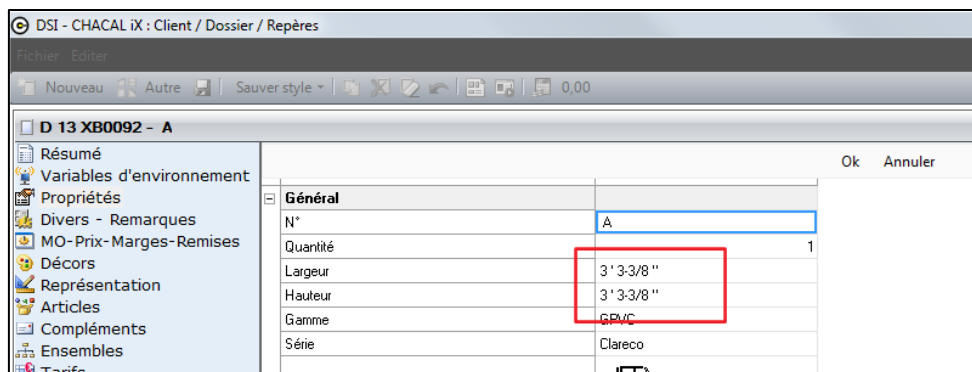 DSI - CHACAL iX : Client / Dossier / Repères
Fichier Editer
Nouveau Autre Sauver style 0,00
D 13 XB0092 - A
Résumé
Variables d'environnement
Propriétés
Divers - Remarques
MO-Prix-Marges-Remises
Décors
Représentation
Articles
Compléments
Ensembles
Tarifs
Ok Annuler
Général
N° A
Quantité 1
Largeur 3 ' 3-3/8 ''
Hauteur 3 ' 3-3/8 ''
Gamme GPVC
Série Clareco